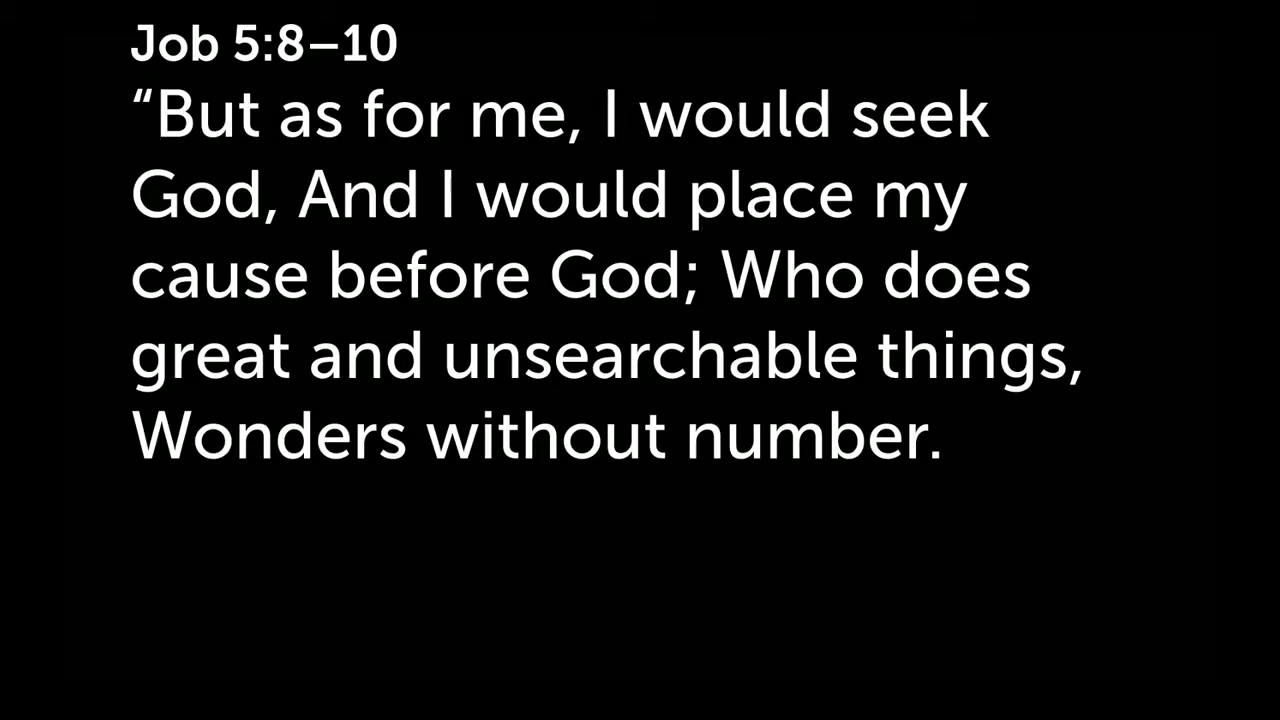 Job 5:8–10
“But as for me, I would seek
God, And I would place my
cause before God; Who does
great and unsearchable things,
Wonders without number.